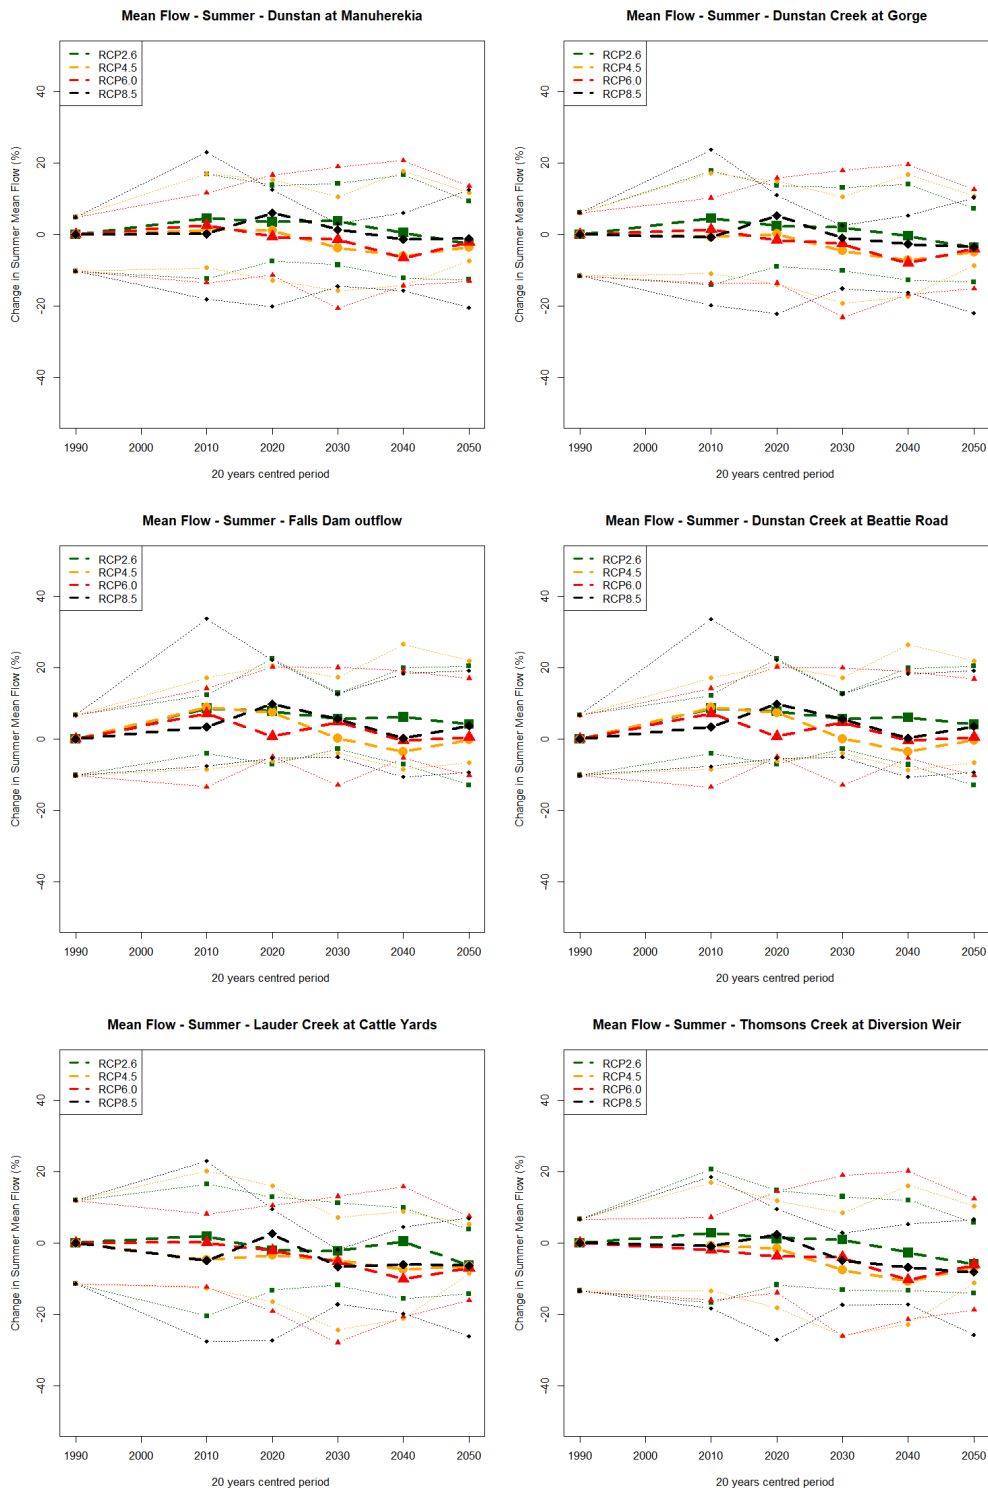 Mean Flow - Summer - Dunstan at Manuherekia
RCP2.6
RCP4.5
RCP6.0
RCP8.5
Change in Summer Mean Flow (%)
40
20
0
-20
-40
1990 2000 2010 2020 2030 2040 2050
20 years centred period
Mean Flow - Summer - Dunstan Creek at Gorge
RCP2.6
RCP4.5
RCP6.0
RCP8.5
Change in Summer Mean Flow (%)
40
20
0
-20
-40
1990 2000 2010 2020 2030 2040 2050
20 years centred period
Mean Flow - Summer - Falls Dam outflow
RCP2.6
RCP4.5
RCP6.0
RCP8.5
Change in Summer Mean Flow (%)
40
20
0
-20
-40
1990 2000 2010 2020 2030 2040 2050
20 years centred period
Mean Flow - Summer - Dunstan Creek at Beattie Road
RCP2.6
RCP4.5
RCP6.0
RCP8.5
Change in Summer Mean Flow (%)
40
20
0
-20
-40
1990 2000 2010 2020 2030 2040 2050
20 years centred period
Mean Flow - Summer - Lauder Creek at Cattle Yards
RCP2.6
RCP4.5
RCP6.0
RCP8.5
Change in Summer Mean Flow (%)
40
20
0
-20
-40
1990 2000 2010 2020 2030 2040 2050
20 years centred period
Mean Flow - Summer - Thomsons Creek at Diversion Weir
RCP2.6
RCP4.5
RCP6.0
RCP8.5
Change in Summer Mean Flow (%)
40
20
0
-20
-40
1990 2000 2010 2020 2030 2040 2050
20 years centred period